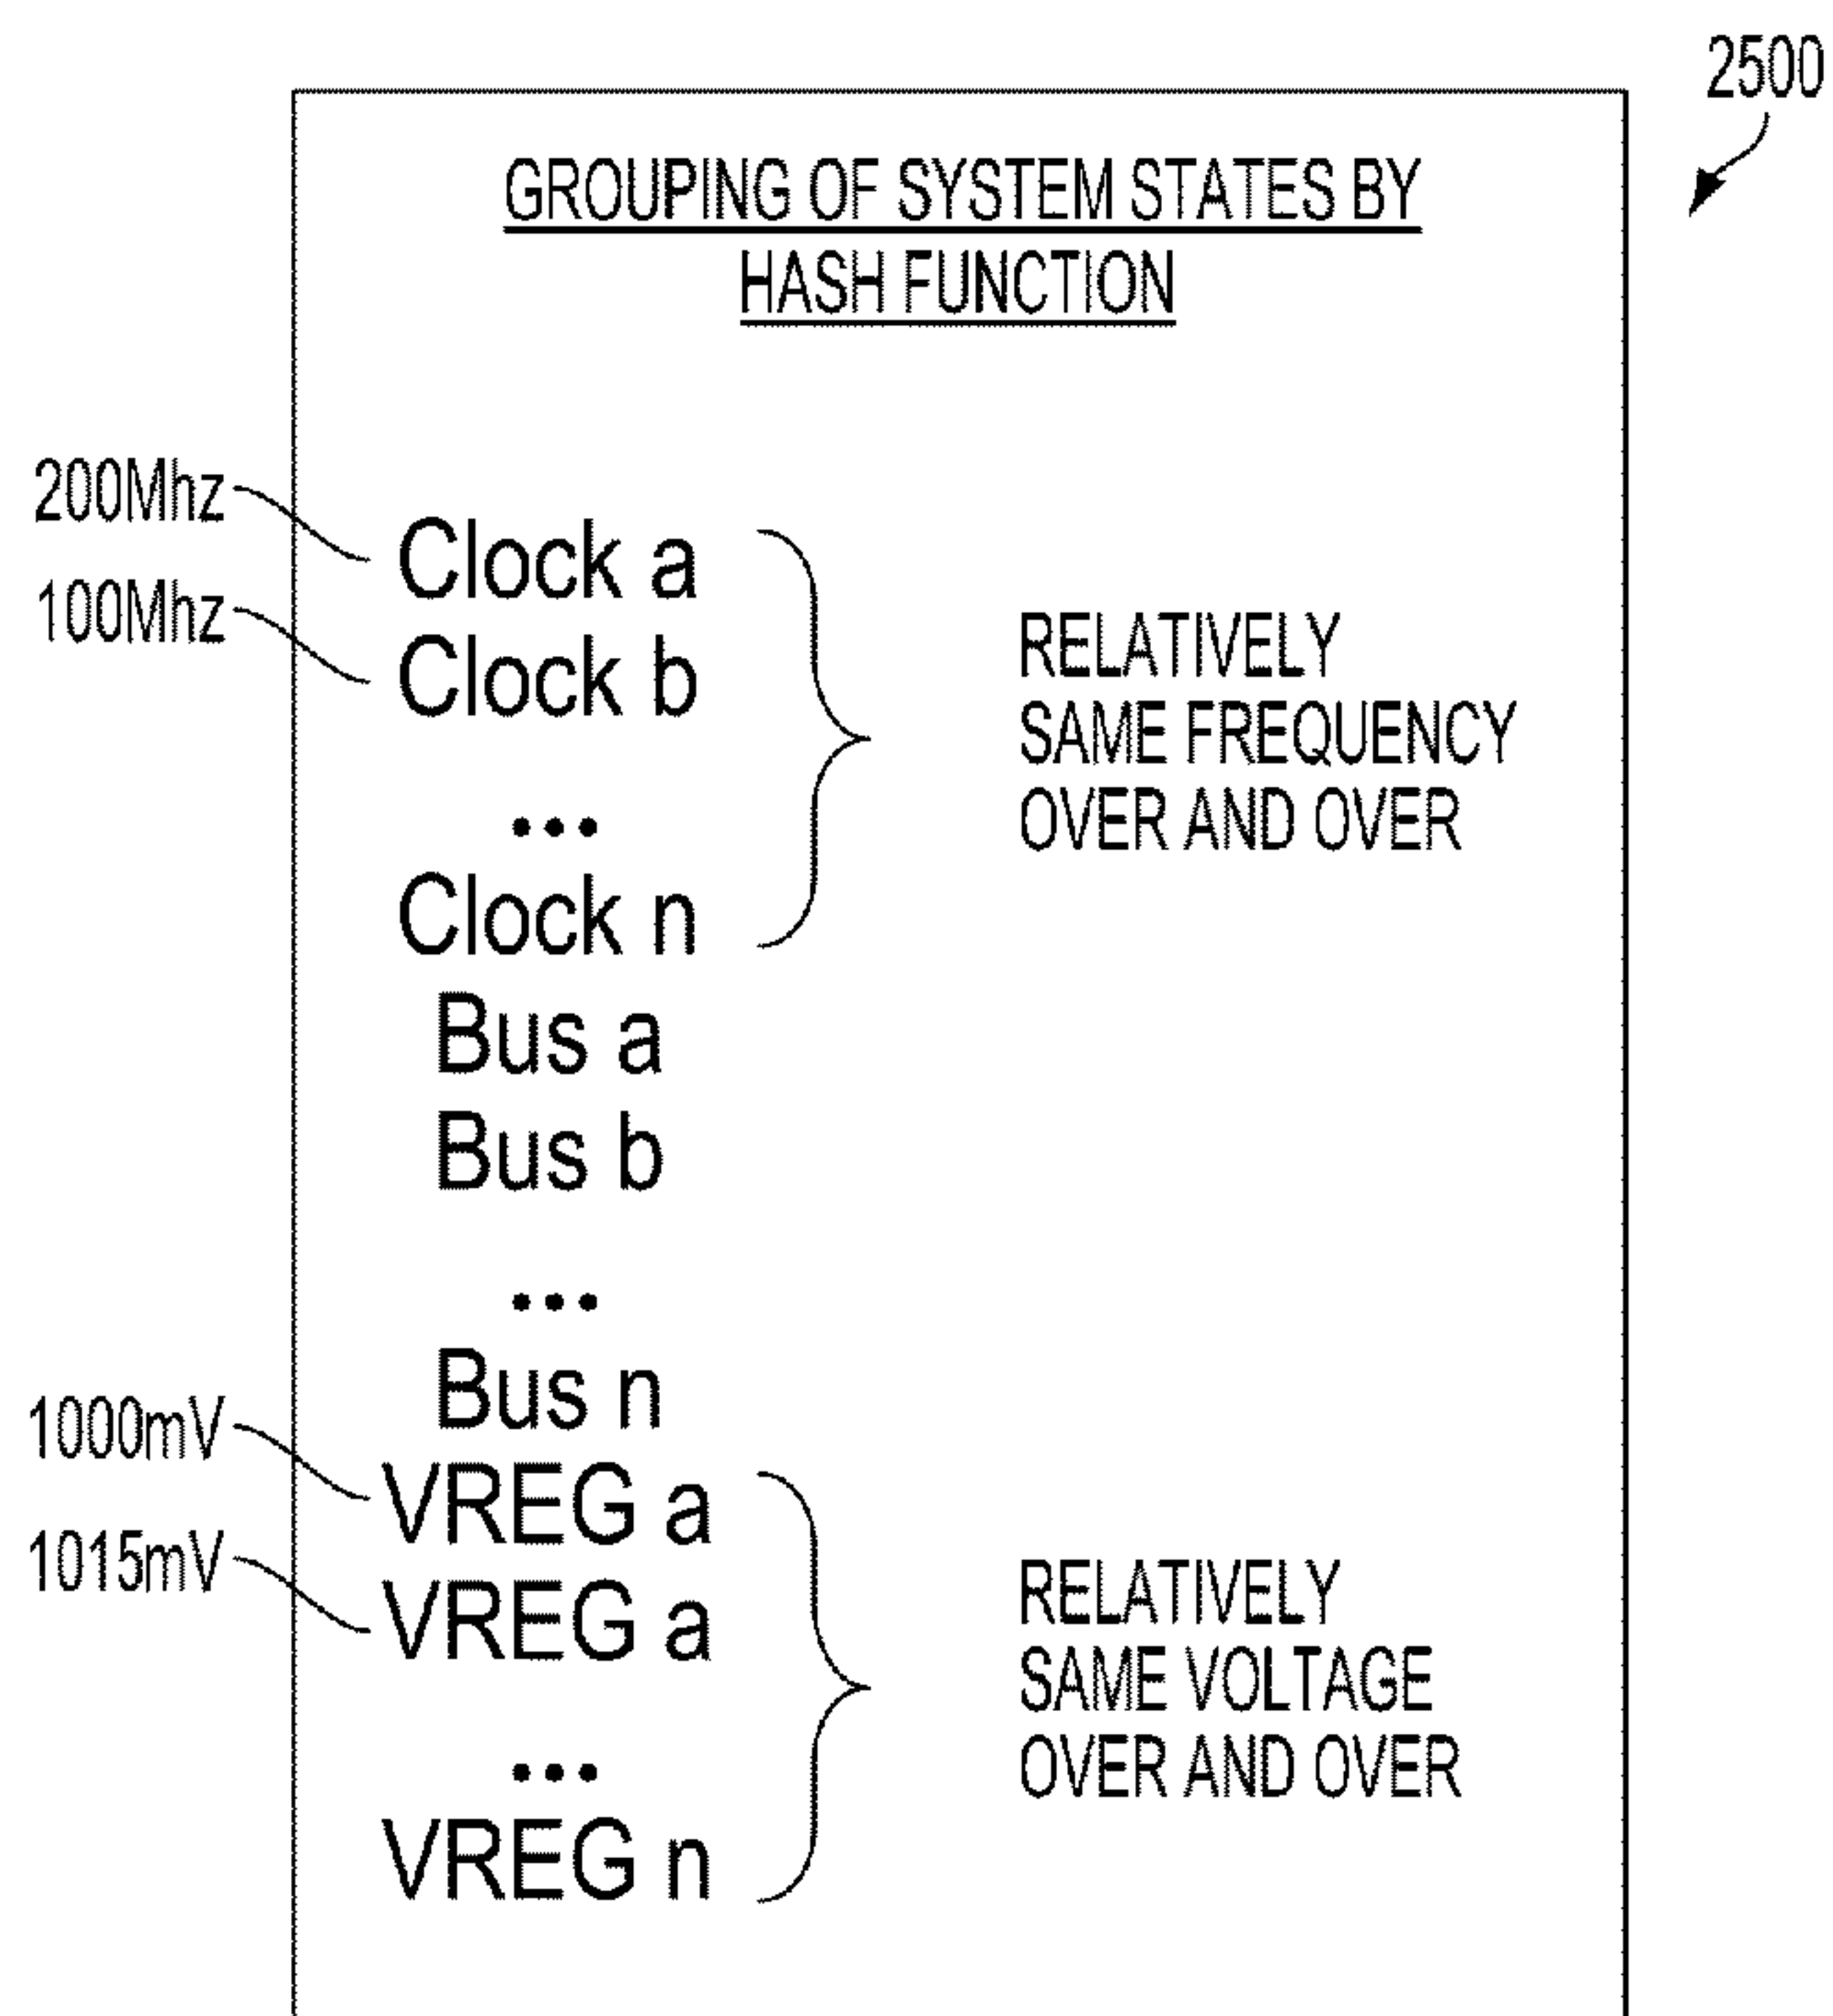 2500
GROUPING OF SYSTEM STATES BY
HASH FUNCTION
200Mhz
Clock a
100Mhz
Clock b
RELATIVELY
SAME FREQUENCY
OVER AND OVER
...
Clock n
Bus a
Bus b
...
Bus n
1000mV
VREG a
1015mV
VREG a
RELATIVELY
SAME VOLTAGE
OVER AND OVER
...
VREG n